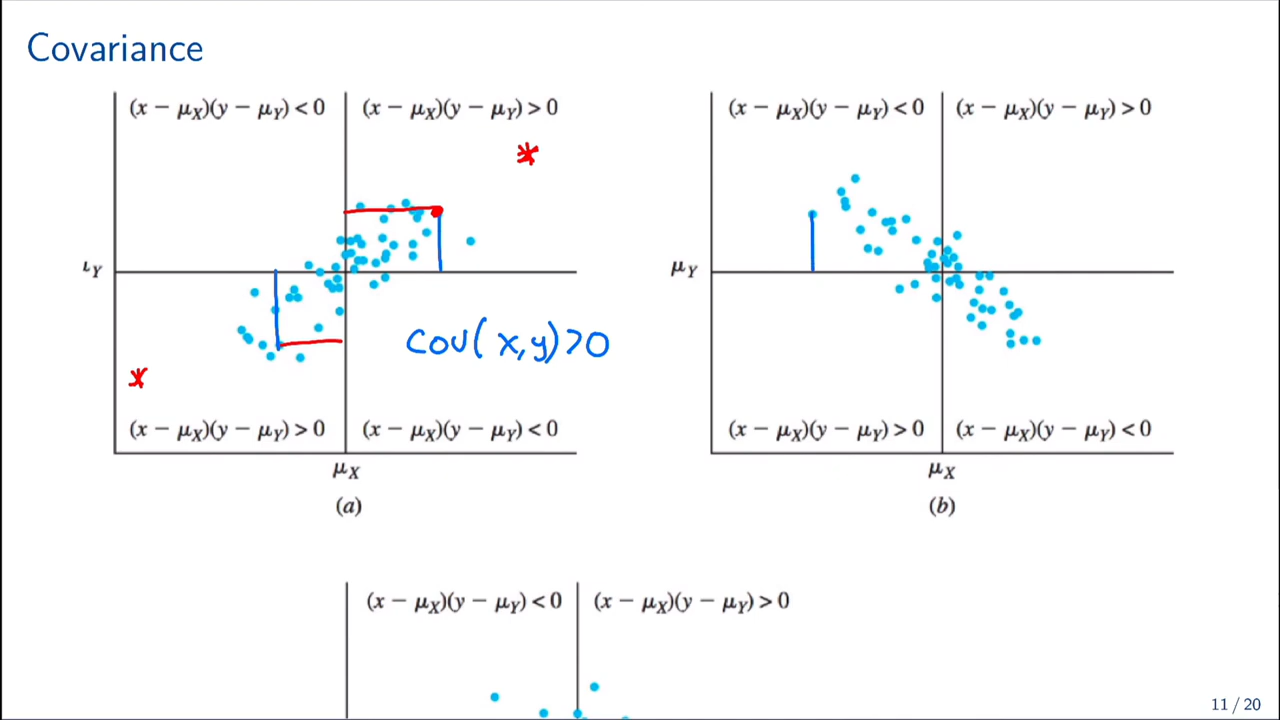 Covariance
(x − μX)(y − μY) < 0
(x − μX)(y − μY) > 0
*
μY
cov(x,y)>0
*
(x − μX)(y − μY) > 0
(x − μX)(y − μY) < 0
μX
(a)
(x − μX)(y − μY) < 0
(x − μX)(y − μY) > 0
μY
(x − μX)(y − μY) > 0
(x − μX)(y − μY) < 0
μX
(b)
(x − μX)(y − μY) < 0
(x − μX)(y − μY) > 0
11 / 20